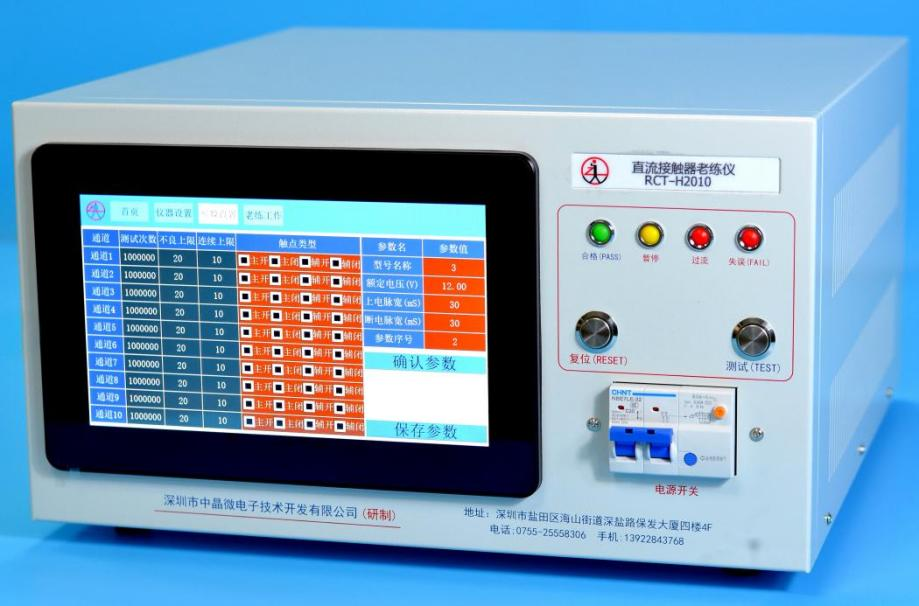 直流接触器老练仪
RCT-H2010
首页 仪器设置 参数设置 老练工作
通道 测试次数 不良上限 连续上限 触点类型 参数名 参数值
通道1 1000000 20 10 主开 主闭 辅开 辅闭 型号名称 3
通道2 1000000 20 10 主开 主闭 辅开 辅闭 额定电压(V) 12.00
通道3 1000000 20 10 主开 主闭 辅开 辅闭 上电脉宽(mS) 30
通道4 1000000 20 10 主开 主闭 辅开 辅闭 断电脉宽(mS) 30
通道5 1000000 20 10 主开 主闭 辅开 辅闭 参数序号 2
通道6 1000000 20 10 主开 主闭 辅开 辅闭 确认参数
通道7 1000000 20 10 主开 主闭 辅开 辅闭
通道8 1000000 20 10 主开 主闭 辅开 辅闭
通道9 1000000 20 10 主开 主闭 辅开 辅闭
通道10 1000000 20 10 主开 主闭 辅开 辅闭 保存参数
合格(PASS) 暂停 过流 失误(FAIL)
复位(RESET) 测试(TEST)
CHNT
电源开关
深圳市中晶微电子技术开发有限公司(研制)
地址：深圳市盐田区海山街道深盐路保发大厦四楼4F
电话:0755-25558306 手机:13922843768